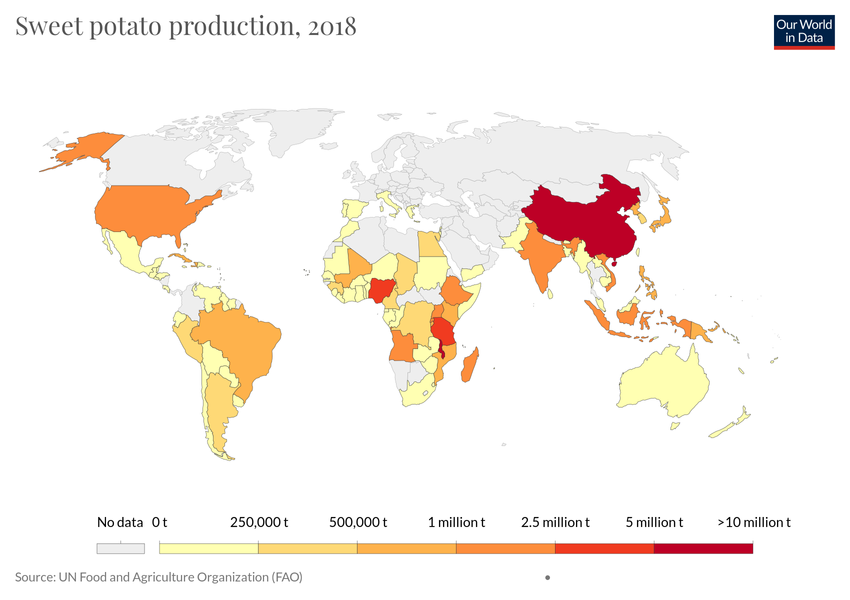 Sweet potato production, 2018
Our World
in Data
No data 0 t 250,000 t 500,000 t 1 million t 2.5 million t 5 million t >10 million t
Source: UN Food and Agriculture Organization (FAO)